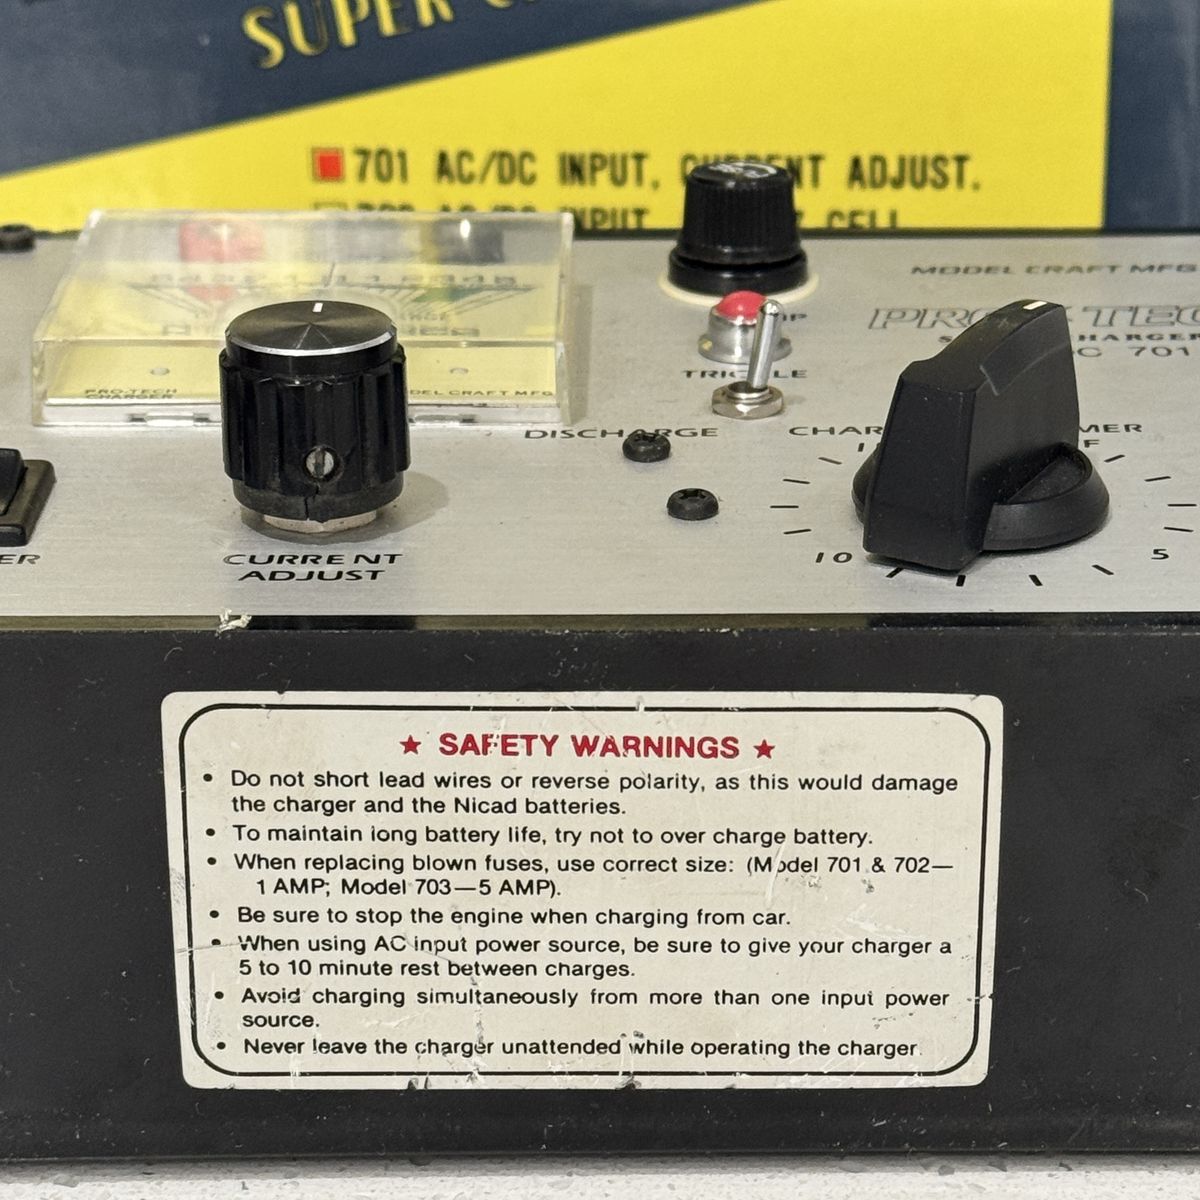 SUPER
701 AC/DC INPUT, CURRENT ADJUST.
INPUT CELL
MODEL CRAFT MFG
TRICKLE
701
PRO-TECH
CHARGER
MODEL CRAFT MFG
DISCHARGE
10
5
CURRENT
ADJUST
★ SAFETY WARNINGS ★
• Do not short lead wires or reverse polarity, as this would damage
the charger and the Nicad batteries.
• To maintain long battery life, try not to over charge battery.
• When replacing blown fuses, use correct size: (Model 701 & 702—
1 AMP; Model 703—5 AMP).
• Be sure to stop the engine when charging from car.
• When using AC input power source, be sure to give your charger a
5 to 10 minute rest between charges.
• Avoid charging simultaneously from more than one input power
source.
• Never leave the charger unattended while operating the charger.